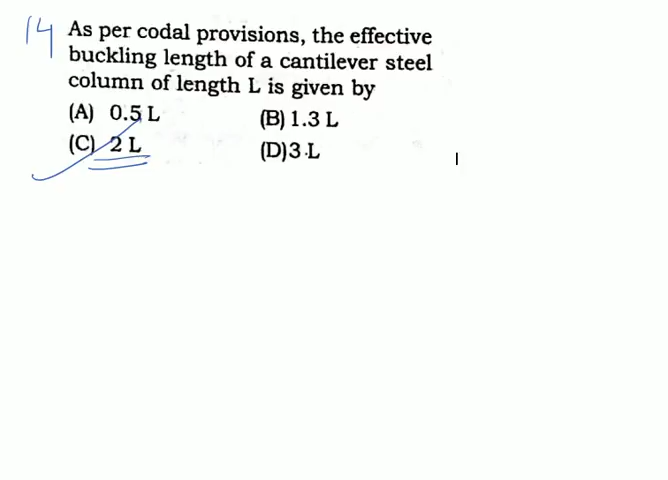 14 As per codal provisions, the effective
buckling length of a cantilever steel
column of length L is given by
(A) 0.5 L (B) 1.3 L
(C) 2 L (D) 3 L